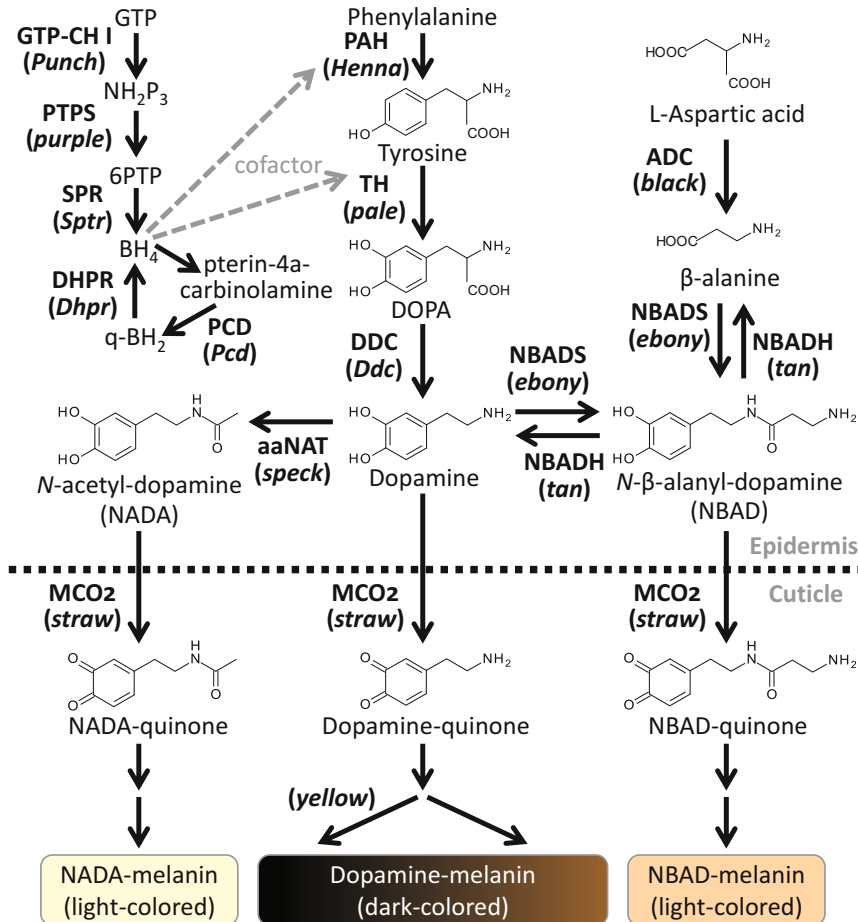 GTP
GTP-CH I
(Punch)
NH2P3
PTPS
(purple)
6PTP
SPR
(Sptr)
BH4
DHPR
(Dhpr)
pterin-4a-
carbinolamine
PCD
(Pcd)
q-BH2
cofactor
Phenylalanine
PAH
(Henna)
HO
NH2
COOH
Tyrosine
TH
(pale)
HO
HO
NH2
COOH
DOPA
DDC
(Ddc)
HOOC
NH2
COOH
L-Aspartic acid
ADC
(black)
HOOC
NH2
β-alanine
NBADS
(ebony)
NBADH
(tan)
HO
HO
H
N
O
aaNAT
(speck)
N-acetyl-dopamine
(NADA)
HO
HO
NH2
Dopamine
NBADS
(ebony)
NBADH
(tan)
HO
HO
H
N
O
NH2
N-β-alanyl-dopamine
(NBAD)
Epidermis
Cuticle
MCO2
(straw)
MCO2
(straw)
MCO2
(straw)
O
O
H
N
O
NADA-quinone
O
O
NH2
Dopamine-quinone
O
O
H
N
O
NH2
NBAD-quinone
(yellow)
NADA-melanin
(light-colored)
Dopamine-melanin
(dark-colored)
NBAD-melanin
(light-colored)